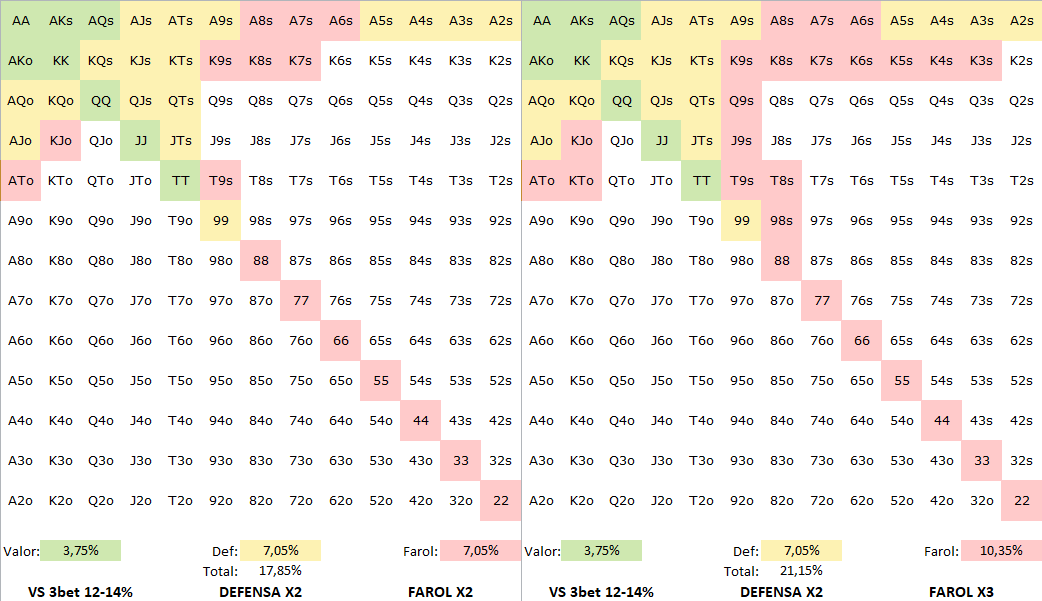 AA AKs AQs AJs ATs A9s A8s A7s A6s A5s A4s A3s A2s AA AKs AQs AJs ATs A9s A8s A7s A6s A5s A4s A3s A2s
AKo KK KQs KJs KTs K9s K8s K7s K6s K5s K4s K3s K2s AKo KK KQs KJs KTs K9s K8s K7s K6s K5s K4s K3s K2s
AQo KQo QQ QJs QTs Q9s Q8s Q7s Q6s Q5s Q4s Q3s Q2s AQo KQo QQ QJs QTs Q9s Q8s Q7s Q6s Q5s Q4s Q3s Q2s
AJo KJo QJo JJ JTs J9s J8s J7s J6s J5s J4s J3s J2s AJo KJo QJo JJ JTs J9s J8s J7s J6s J5s J4s J3s J2s
ATo KTo QTo JTo TT T9s T8s T7s T6s T5s T4s T3s T2s ATo KTo QTo JTo TT T9s T8s T7s T6s T5s T4s T3s T2s
A9o K9o Q9o J9o T9o 99 98s 97s 96s 95s 94s 93s 92s A9o K9o Q9o J9o T9o 99 98s 97s 96s 95s 94s 93s 92s
A8o K8o Q8o J8o T8o 98o 88 87s 86s 85s 84s 83s 82s A8o K8o Q8o J8o T8o 98o 88 87s 86s 85s 84s 83s 82s
A7o K7o Q7o J7o T7o 97o 87o 77 76s 75s 74s 73s 72s A7o K7o Q7o J7o T7o 97o 87o 77 76s 75s 74s 73s 72s
A6o K6o Q6o J6o T6o 96o 86o 76o 66 65s 64s 63s 62s A6o K6o Q6o J6o T6o 96o 86o 76o 66 65s 64s 63s 62s
A5o K5o Q5o J5o T5o 95o 85o 75o 65o 55 54s 53s 52s A5o K5o Q5o J5o T5o 95o 85o 75o 65o 55 54s 53s 52s
A4o K4o Q4o J4o T4o 94o 84o 74o 64o 54o 44 43s 42s A4o K4o Q4o J4o T4o 94o 84o 74o 64o 54o 44 43s 42s
A3o K3o Q3o J3o T3o 93o 83o 73o 63o 53o 43o 33 32s A3o K3o Q3o J3o T3o 93o 83o 73o 63o 53o 43o 33 32s
A2o K2o Q2o J2o T2o 92o 82o 72o 62o 52o 42o 32o 22 A2o K2o Q2o J2o T2o 92o 82o 72o 62o 52o 42o 32o 22
Valor: 3,75% Def: 7,05% Farol: 7,05% Valor: 3,75% Def: 7,05% Farol: 10,35%
Total: 17,85% Total: 21,15%
VS 3bet 12-14% DEFENSA X2 FAROL X2 VS 3bet 12-14% DEFENSA X2 FAROL X3